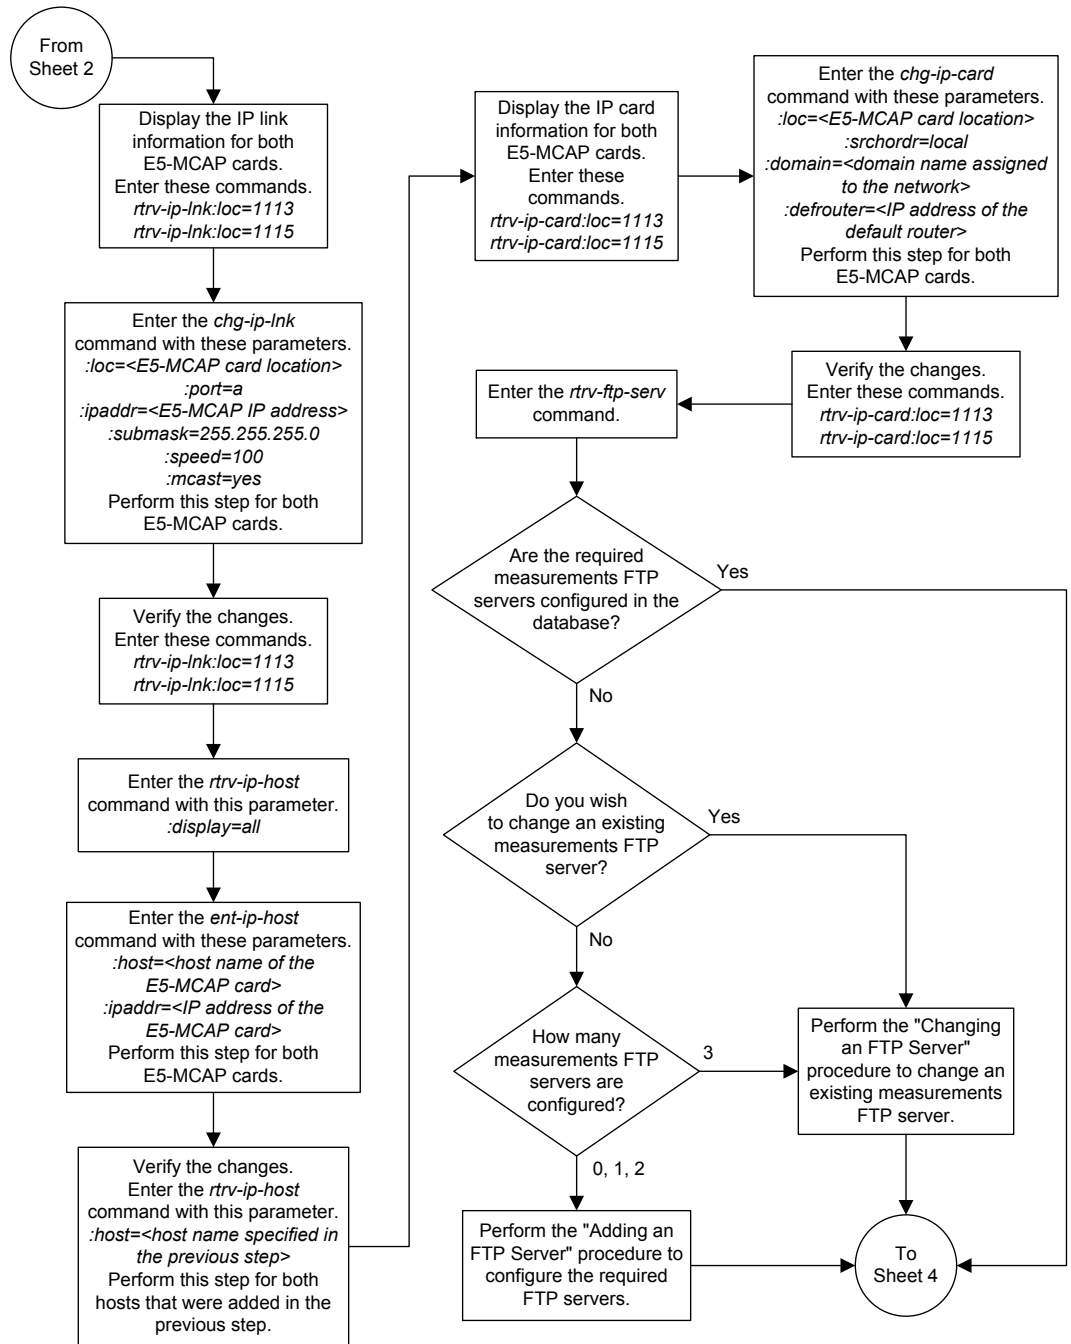 From
Sheet 2
Display the IP link
information for both
E5-MCAP cards.
Enter these commands.
rtrv-ip-lnk:loc=1113
rtrv-ip-lnk:loc=1115
Enter the chg-ip-lnk
command with these parameters.
:loc=<E5-MCAP card location>
:port=a
:ipaddr=<E5-MCAP IP address>
:submask=255.255.255.0
:speed=100
:mcast=yes
Perform this step for both
E5-MCAP cards.
Verify the changes.
Enter these commands.
rtrv-ip-lnk:loc=1113
rtrv-ip-lnk:loc=1115
Enter the rtrv-ip-host
command with this parameter.
:display=all
Enter the ent-ip-host
command with these parameters.
:host=<host name of the
E5-MCAP card>
:ipaddr=<IP address of the
E5-MCAP card>
Perform this step for both
E5-MCAP cards.
Verify the changes.
Enter the rtrv-ip-host
command with this parameter.
:host=<host name specified in
the previous step>
Perform this step for both
hosts that were added in the
previous step.
Display the IP card
information for both
E5-MCAP cards.
Enter these
commands.
rtrv-ip-card:loc=1113
rtrv-ip-card:loc=1115
Enter the chg-ip-card
command with these parameters.
:loc=<E5-MCAP card location>
:srchordr=local
:domain=<domain name assigned
to the network>
:defrouter=<IP address of the
default router>
Perform this step for both
E5-MCAP cards.
Verify the changes.
Enter these commands.
rtrv-ip-card:loc=1113
rtrv-ip-card:loc=1115
Enter the rtrv-ftp-serv
command.
Are the required
measurements FTP
servers configured in the
database?
Yes
No
Do you wish
to change an existing
measurements FTP
server?
Yes
No
How many
measurements FTP
servers are
configured?
3
0, 1, 2
Perform the "Changing
an FTP Server"
procedure to change an
existing measurements
FTP server.
Perform the "Adding an
FTP Server" procedure to
configure the required
FTP servers.
To
Sheet 4